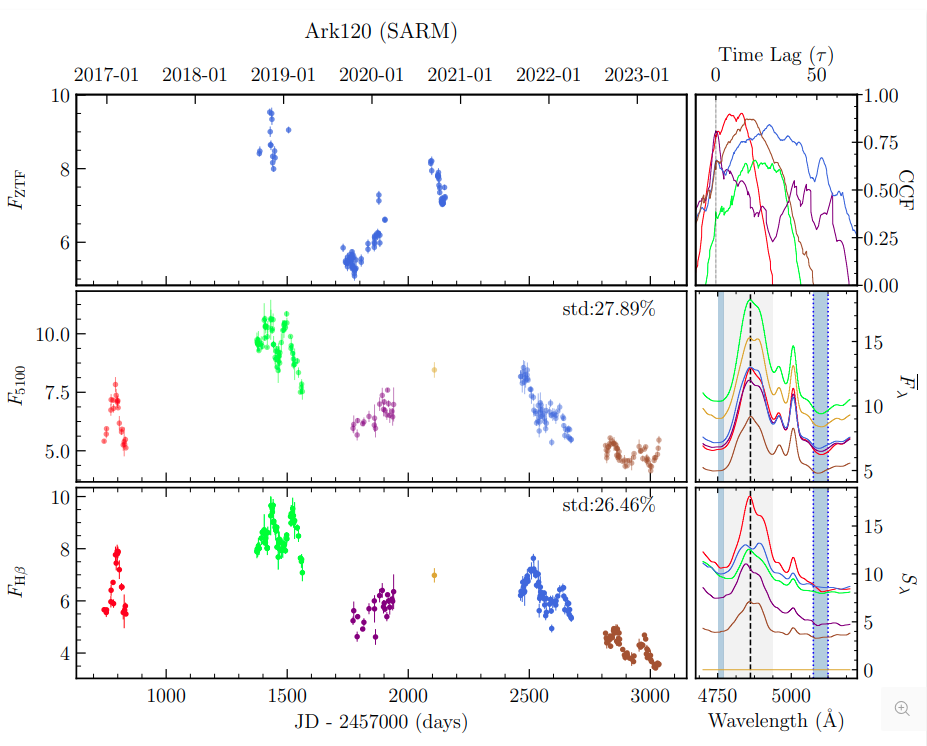 Ark120 (SARM)
Time Lag (τ)
2017-01 2018-01 2019-01 2020-01 2021-01 2022-01 2023-01 0 50
10 8 6
F_ZTF
1.00 0.75 0.50 0.25 0.00
CCF
std:27.89%
10.0 7.5 5.0
F_5100
15 10 5
F̅_λ
std:26.46%
10 8 6 4
F_Hβ
15 10 5 0
S_λ
1000 1500 2000 2500 3000 4750 5000
JD - 2457000 (days) Wavelength (Å)